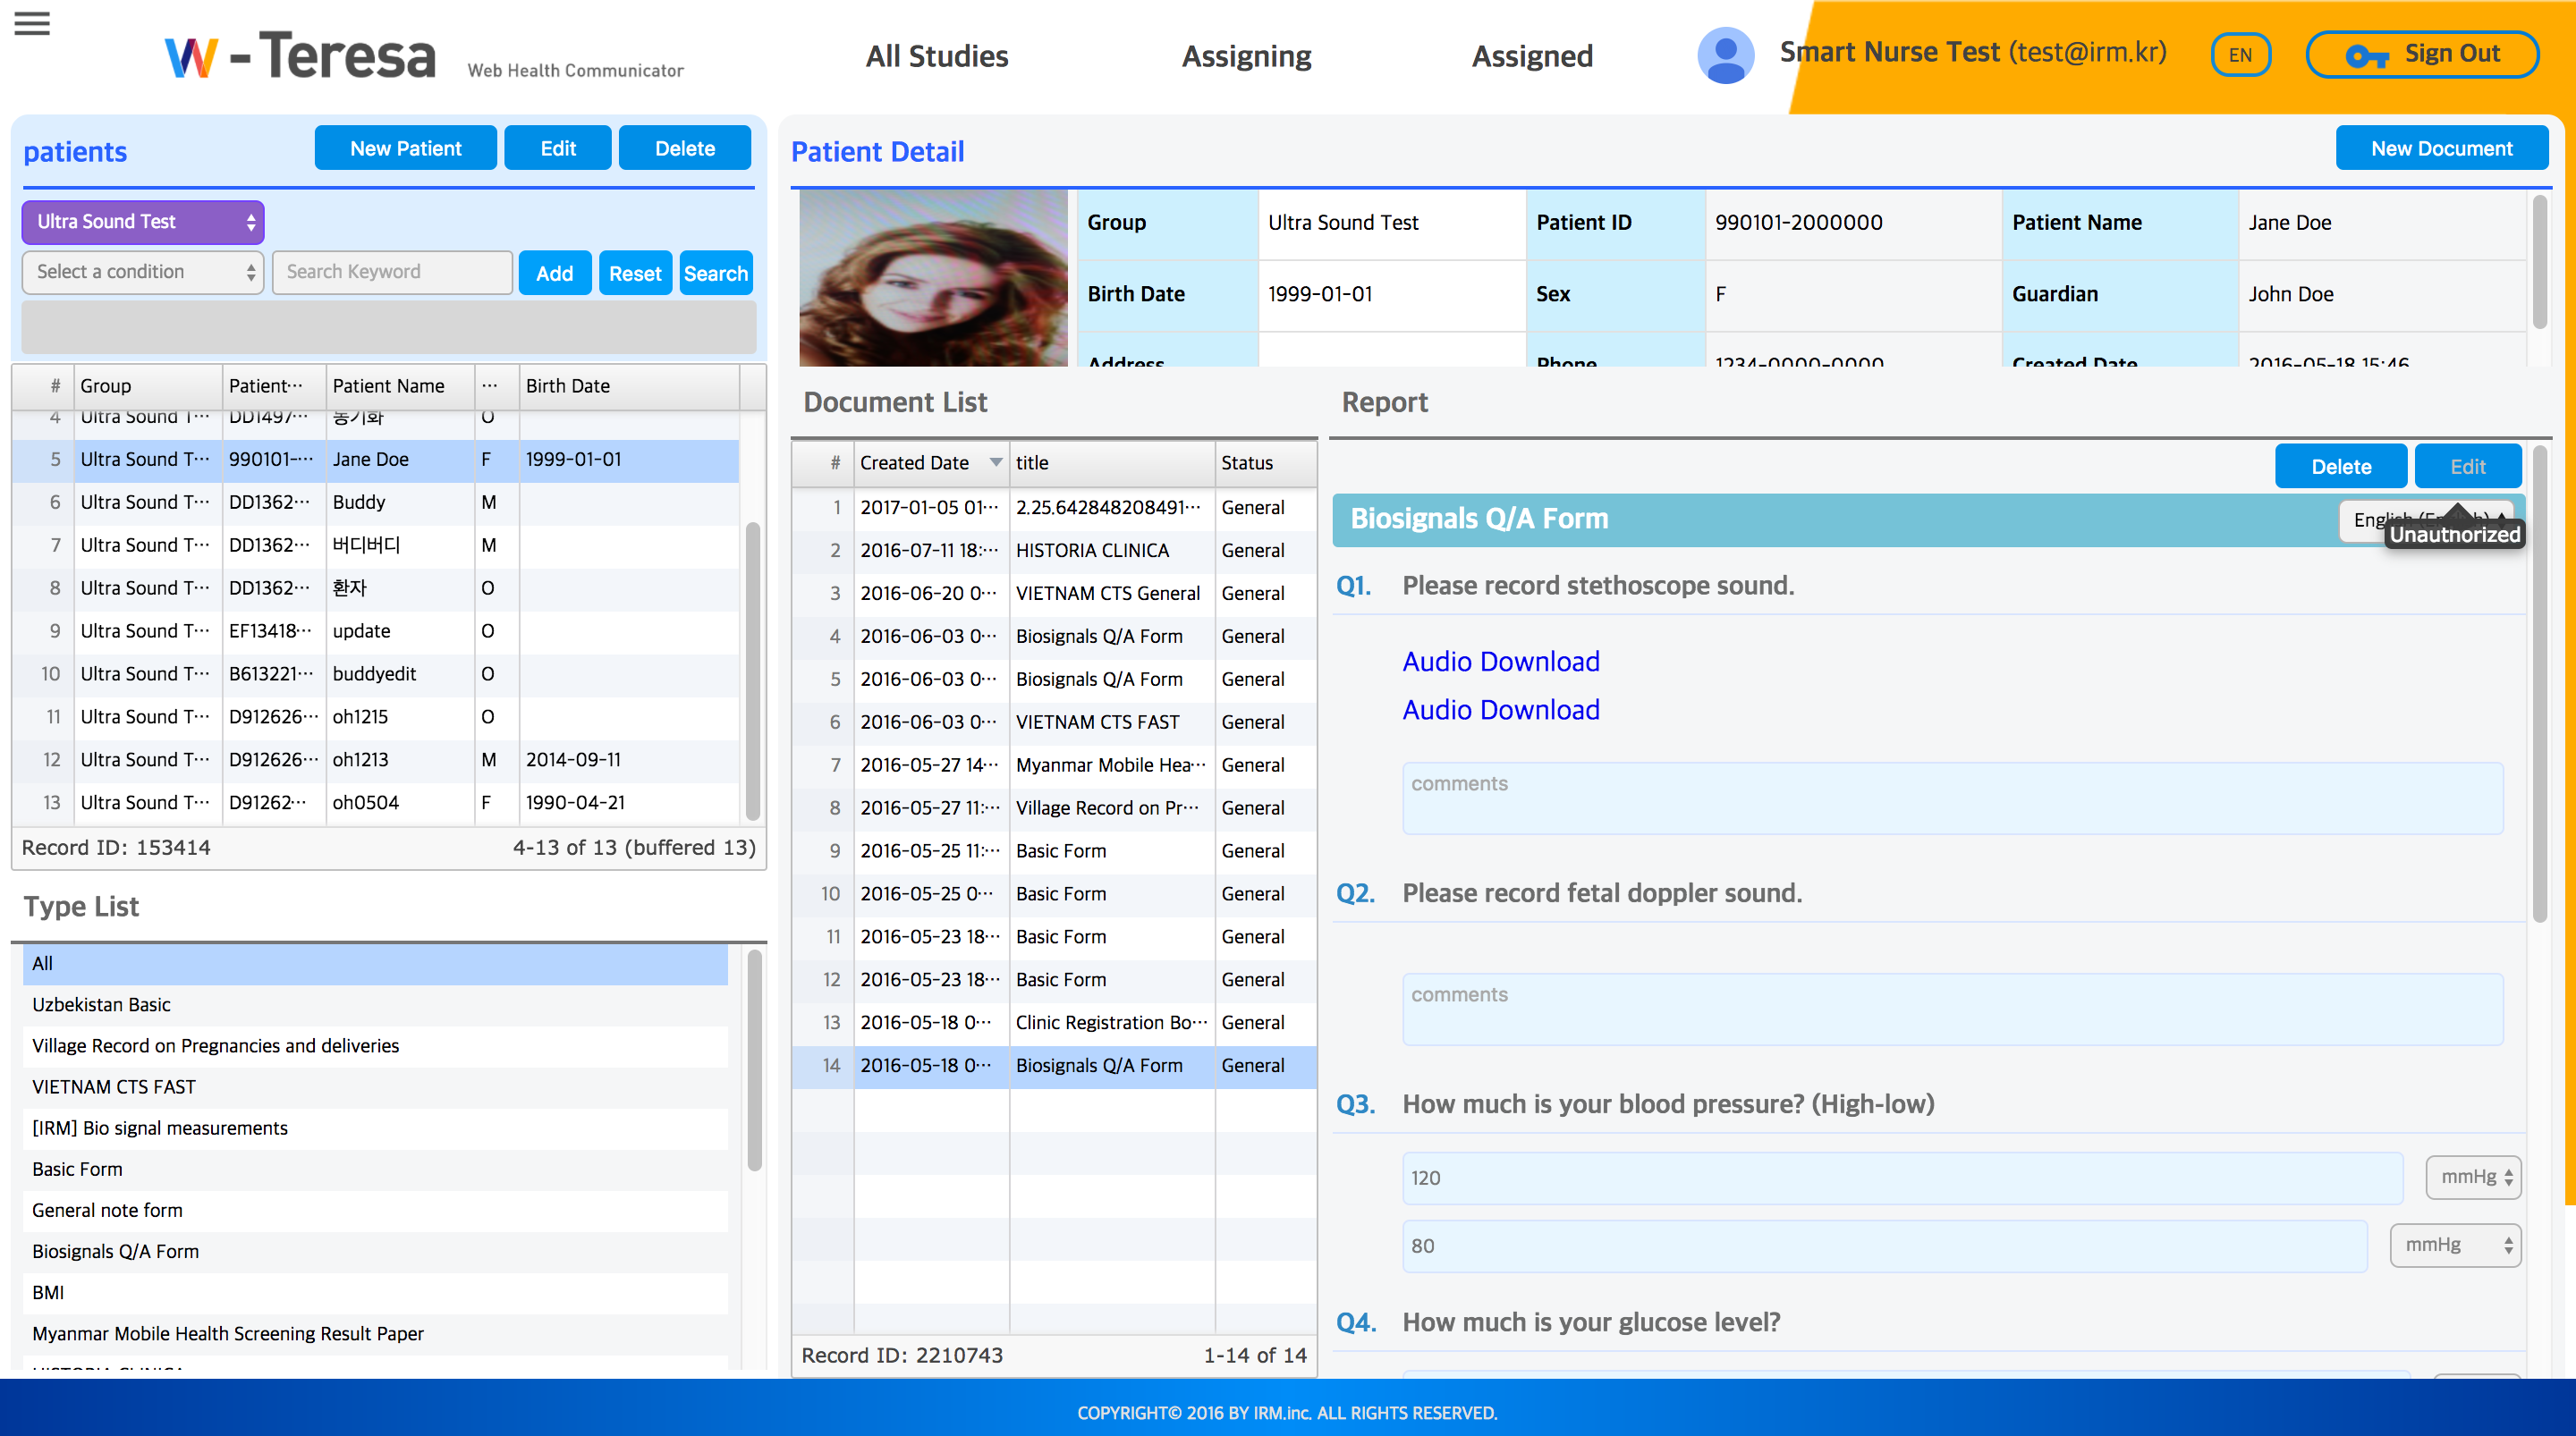 W-Teresa Web Health Communicator
All Studies Assigning Assigned
Smart Nurse Test (test@irm.kr) EN Sign Out
patients New Patient Edit Delete
Ultra Sound Test
Select a condition Search Keyword Add Reset Search
# Group Patient··· Patient Name ··· Birth Date
4 Ultra Sound T··· DD1497··· 동기화 O
5 Ultra Sound T··· 990101-··· Jane Doe F 1999-01-01
6 Ultra Sound T··· DD1362··· Buddy M
7 Ultra Sound T··· DD1362··· 버디버디 M
8 Ultra Sound T··· DD1362··· 환자 O
9 Ultra Sound T··· EF13418··· update O
10 Ultra Sound T··· B613221··· buddyedit O
11 Ultra Sound T··· D912626··· oh1215 O
12 Ultra Sound T··· D912626··· oh1213 M 2014-09-11
13 Ultra Sound T··· D91262··· oh0504 F 1990-04-21
Record ID: 153414 4-13 of 13 (buffered 13)
Type List
All
Uzbekistan Basic
Village Record on Pregnancies and deliveries
VIETNAM CTS FAST
[IRM] Bio signal measurements
Basic Form
General note form
Biosignals Q/A Form
BMI
Myanmar Mobile Health Screening Result Paper
HISTORIA CLINICA
Patient Detail New Document
Group Ultra Sound Test Patient ID 990101-2000000 Patient Name Jane Doe
Birth Date 1999-01-01 Sex F Guardian John Doe
Address Phone 1234-0000-0000 Created Date 2016-05-18 15:46
Document List
# Created Date title Status
1 2017-01-05 01··· 2.25.642848208491··· General
2 2016-07-11 18:··· HISTORIA CLINICA General
3 2016-06-20 0··· VIETNAM CTS General General
4 2016-06-03 0··· Biosignals Q/A Form General
5 2016-06-03 0··· Biosignals Q/A Form General
6 2016-06-03 0··· VIETNAM CTS FAST General
7 2016-05-27 14··· Myanmar Mobile Hea··· General
8 2016-05-27 11:··· Village Record on Pr··· General
9 2016-05-25 11:··· Basic Form General
10 2016-05-25 0··· Basic Form General
11 2016-05-23 18··· Basic Form General
12 2016-05-23 18··· Basic Form General
13 2016-05-18 0··· Clinic Registration Bo··· General
14 2016-05-18 0··· Biosignals Q/A Form General
Record ID: 2210743 1-14 of 14
Report
Delete Edit
Biosignals Q/A Form English (English)
Unauthorized
Q1. Please record stethoscope sound.
Audio Download
Audio Download
comments
Q2. Please record fetal doppler sound.
comments
Q3. How much is your blood pressure? (High-low)
120 mmHg
80 mmHg
Q4. How much is your glucose level?
COPYRIGHT© 2016 BY IRM.inc. ALL RIGHTS RESERVED.